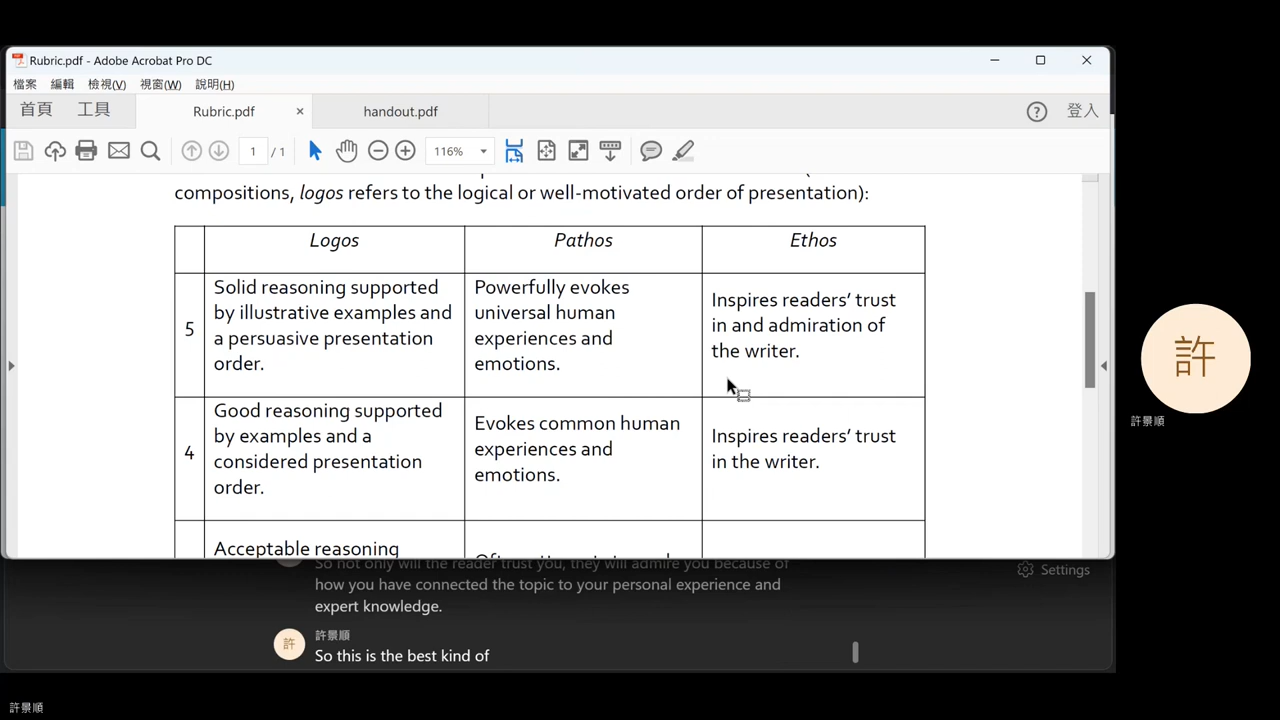 Rubric.pdf - Adobe Acrobat Pro DC
檔案 編輯 檢視(V) 視窗(W) 說明(H)
首頁 工具 Rubric.pdf × handout.pdf 登入
1 / 1 116%
compositions, logos refers to the logical or well-motivated order of presentation):
Logos Pathos Ethos
5
Solid reasoning supported
by illustrative examples and
a persuasive presentation
order.
Powerfully evokes
universal human
experiences and
emotions.
Inspires readers’ trust
in and admiration of
the writer.
4
Good reasoning supported
by examples and a
considered presentation
order.
Evokes common human
experiences and
emotions.
Inspires readers’ trust
in the writer.
Acceptable reasoning
So not only will the reader trust you, they will admire you because of
how you have connected the topic to your personal experience and
expert knowledge.
許 許景順
So this is the best kind of
Settings
許
許景順
許景順